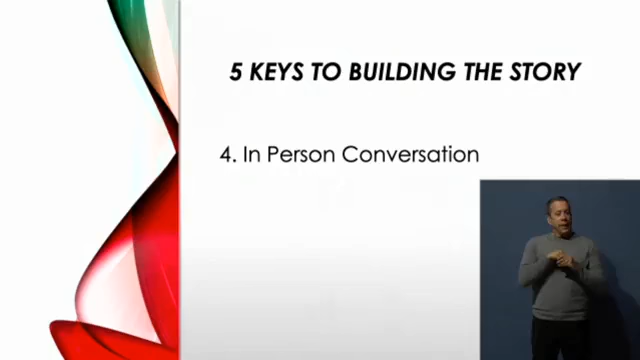 5 KEYS TO BUILDING THE STORY
4. In Person Conversation